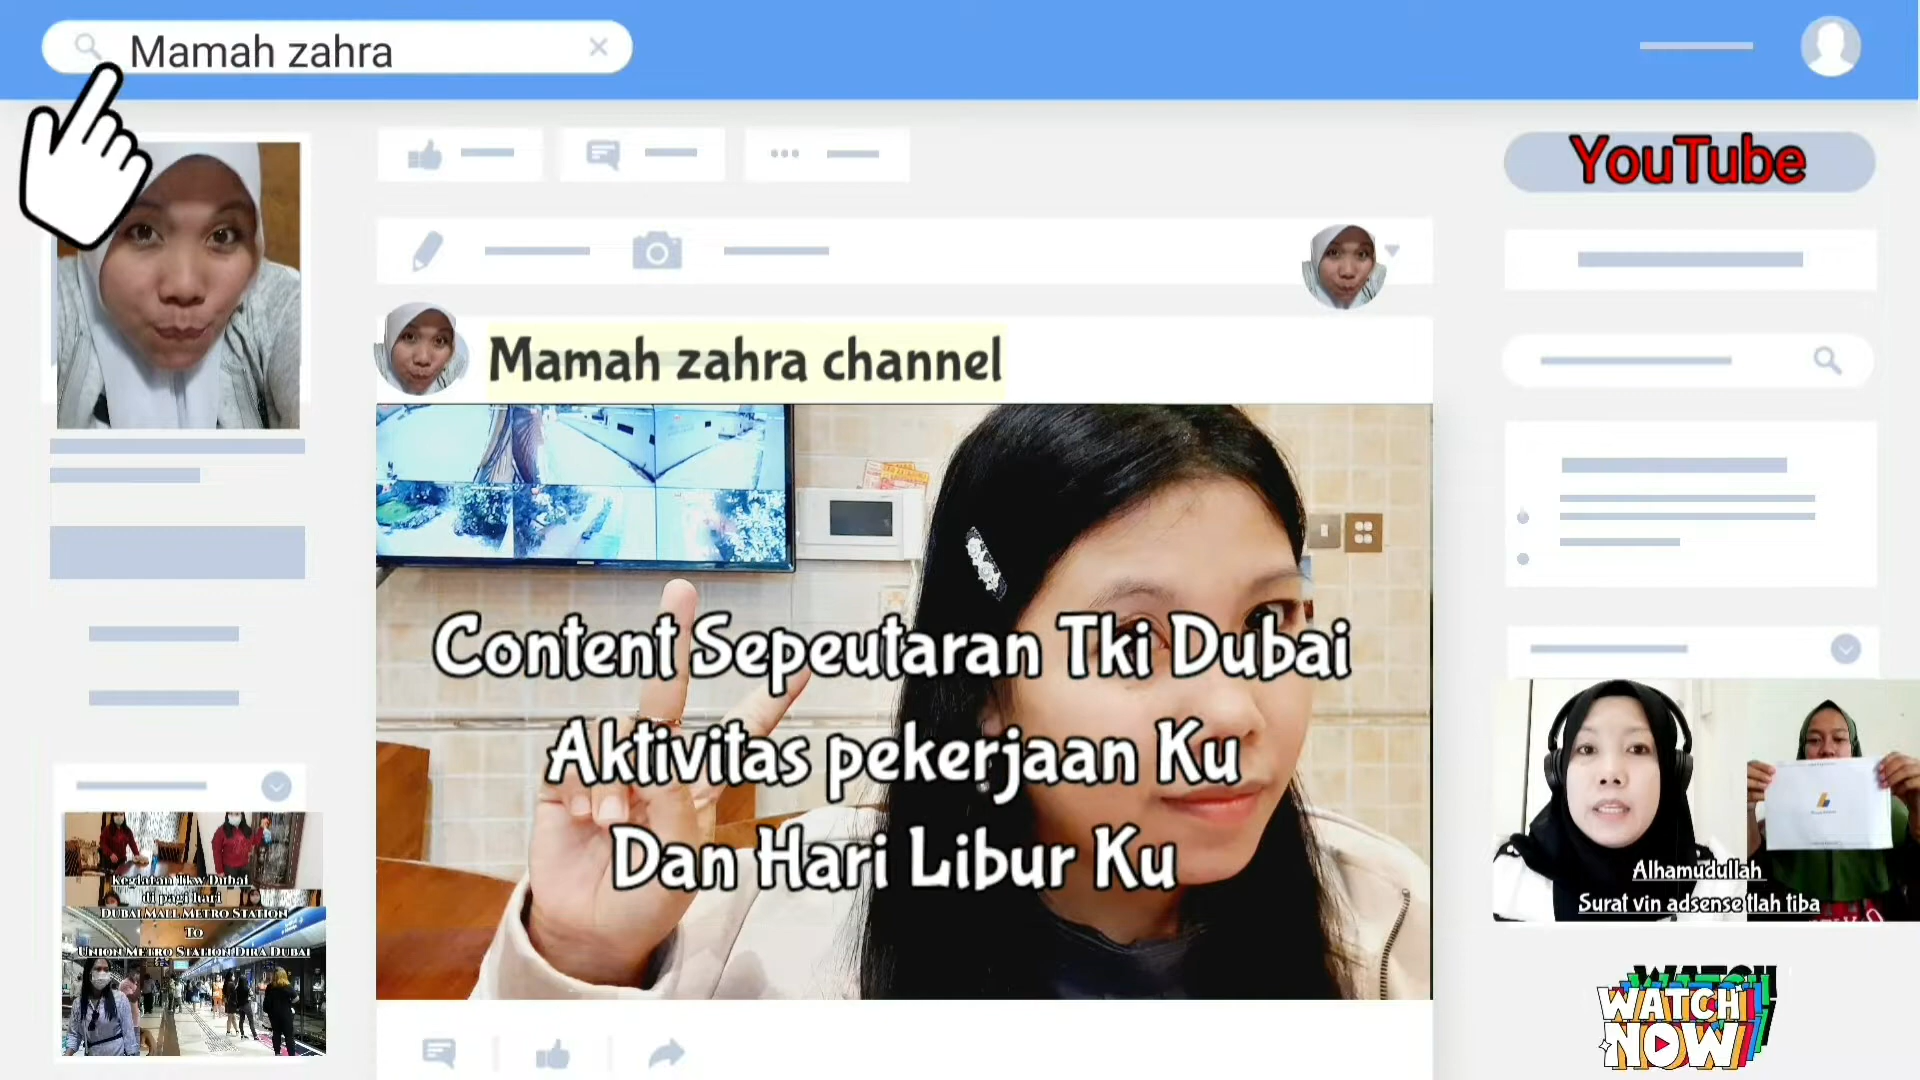 Mamah zahra
YouTube
Mamah zahra channel
Content Sepeutaran Tki Dubai
Aktivitas pekerjaan Ku
Dan Hari Libur Ku
Kegiatan Tkw Dubai
di pagi hari
DUBAI MALL METRO STATION
TO
UNION METRO STATION DIRA DUBAI
Alhamudullah
Surat vin adsense tlah tiba
WATCH
NOW